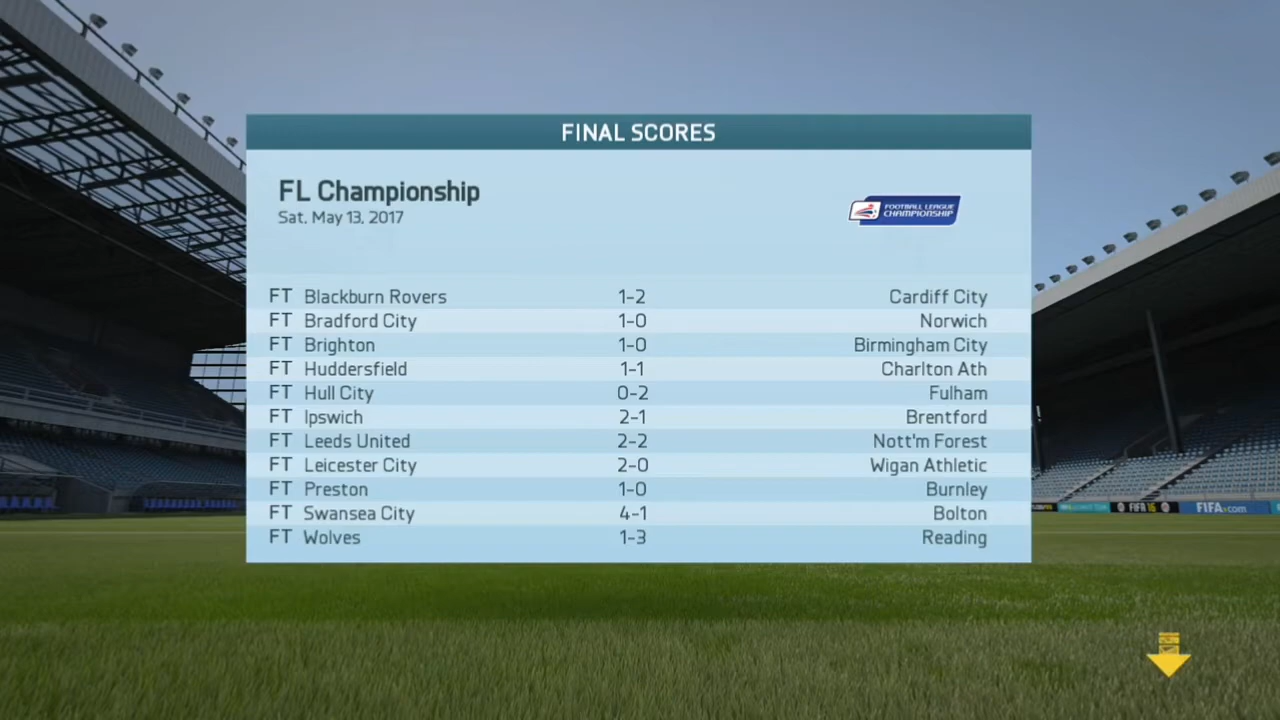 FINAL SCORES
FL Championship
Sat. May 13, 2017
FOOTBALL LEAGUE
CHAMPIONSHIP
FT Blackburn Rovers 1-2 Cardiff City
FT Bradford City 1-0 Norwich
FT Brighton 1-0 Birmingham City
FT Huddersfield 1-1 Charlton Ath
FT Hull City 0-2 Fulham
FT Ipswich 2-1 Brentford
FT Leeds United 2-2 Nott'm Forest
FT Leicester City 2-0 Wigan Athletic
FT Preston 1-0 Burnley
FT Swansea City 4-1 Bolton
FT Wolves 1-3 Reading
FIFA 16 FIFA.com